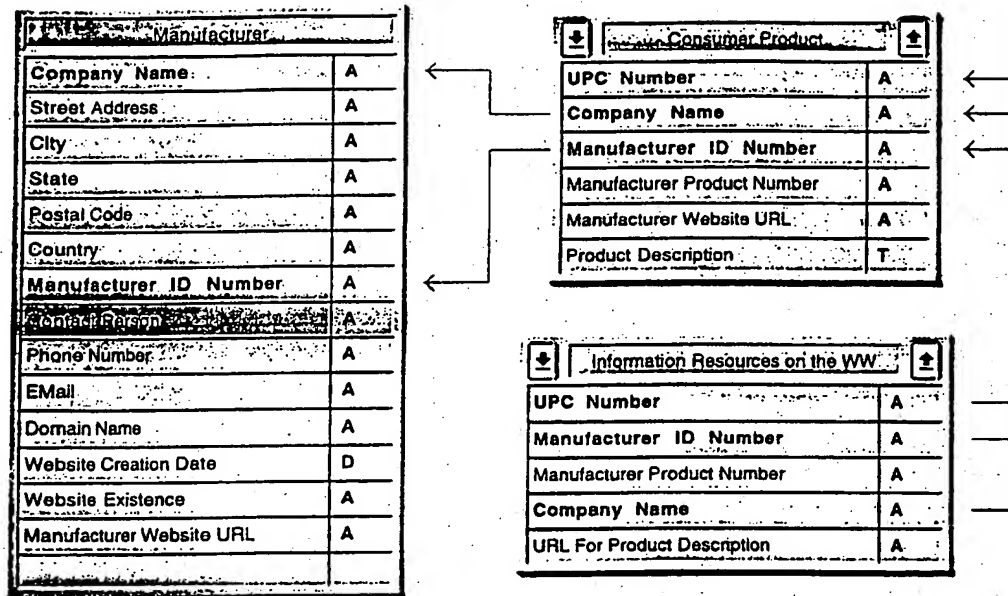 Manufacturer
Company Name A
Street Address A
City A
State A
Postal Code A
Country A
Manufacturer ID Number A
Contact Person A
Phone Number A
EMail A
Domain Name A
Website Creation Date D
Website Existence A
Manufacturer Website URL A
Consumer Product
UPC Number A
Company Name A
Manufacturer ID Number A
Manufacturer Product Number A
Manufacturer Website URL A
Product Description T
Information Resources on the WW
UPC Number A
Manufacturer ID Number A
Manufacturer Product Number A
Company Name A
URL For Product Description A